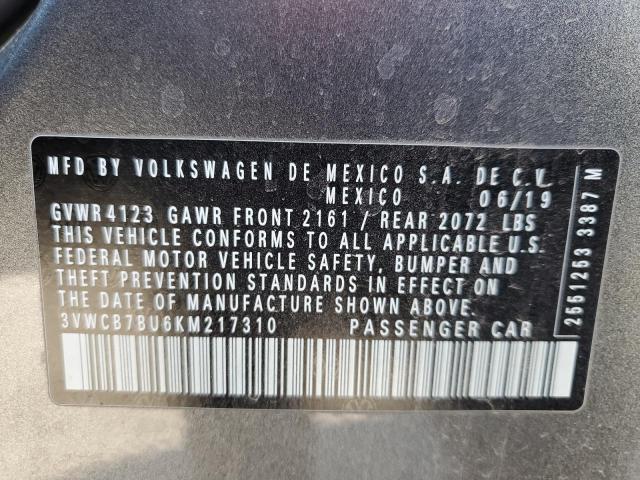 MFD BY VOLKSWAGEN DE MEXICO S.A. DE C.V.
MEXICO 06/19
GVWR 4123 GAWR FRONT 2161 / REAR 2072 LBS
THIS VEHICLE CONFORMS TO ALL APPLICABLE U.S.
FEDERAL MOTOR VEHICLE SAFETY, BUMPER AND
THEFT PREVENTION STANDARDS IN EFFECT ON
THE DATE OF MANUFACTURE SHOWN ABOVE.
3VWCB7BU6KM217310 PASSENGER CAR
2551253 3387 M